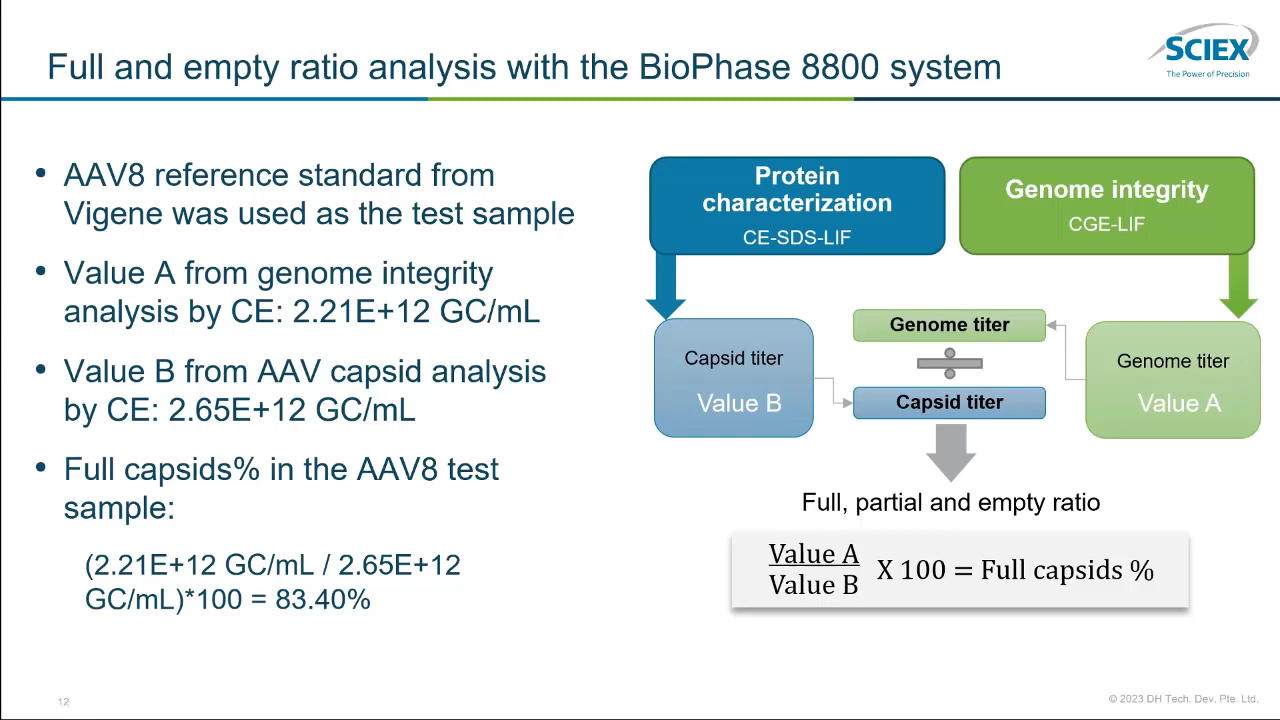 Full and empty ratio analysis with the BioPhase 8800 system
SCIEX
The Power of Precision
• AAV8 reference standard from
Vigene was used as the test sample
• Value A from genome integrity
analysis by CE: 2.21E+12 GC/mL
• Value B from AAV capsid analysis
by CE: 2.65E+12 GC/mL
• Full capsids% in the AAV8 test
sample:
(2.21E+12 GC/mL / 2.65E+12
GC/mL)*100 = 83.40%
Protein
characterization
CE-SDS-LIF
Genome integrity
CGE-LIF
Capsid titer
Value B
Genome titer
÷
Capsid titer
Genome titer
Value A
Full, partial and empty ratio
Value A
Value B
X 100 = Full capsids %
12
© 2023 DH Tech. Dev. Pte. Ltd.